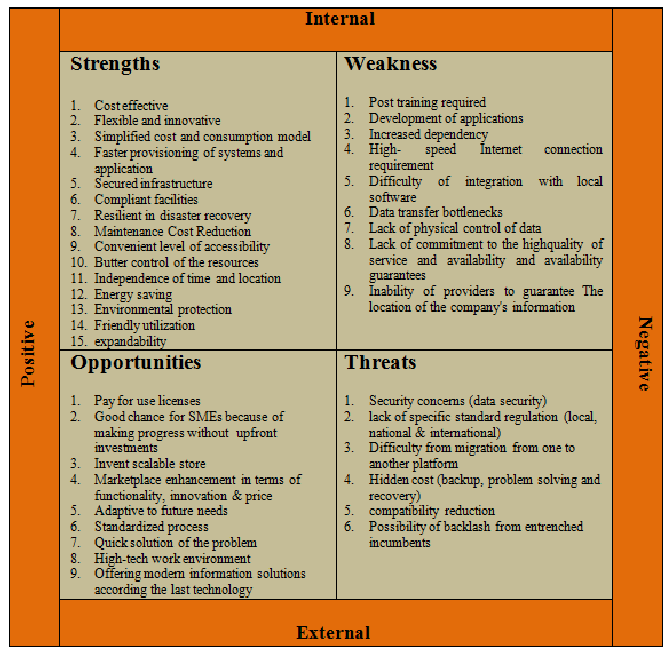 Internal
Positive
Strengths
1. Cost effective
2. Flexible and innovative
3. Simplified cost and consumption model
4. Faster provisioning of systems and
application
5. Secured infrastructure
6. Compliant facilities
7. Resilient in disaster recovery
8. Maintenance Cost Reduction
9. Convenient level of accessibility
10. Butter control of the resources
11. Independence of time and location
12. Energy saving
13. Environmental protection
14. Friendly utilization
15. expandability
Weakness
1. Post training required
2. Development of applications
3. Increased dependency
4. High- speed Internet connection
requirement
5. Difficulty of integration with local
software
6. Data transfer bottlenecks
7. Lack of physical control of data
8. Lack of commitment to the highquality of
service and availability and availability
guarantees
9. Inability of providers to guarantee The
location of the company's information
Negative
Opportunities
1. Pay for use licenses
2. Good chance for SMEs because of
making progress without upfront
investments
3. Invent scalable store
4. Marketplace enhancement in terms of
functionality, innovation & price
5. Adaptive to future needs
6. Standardized process
7. Quick solution of the problem
8. High-tech work environment
9. Offering modern information solutions
according the last technology
Threats
1. Security concerns (data security)
2. lack of specific standard regulation (local,
national & international)
3. Difficulty from migration from one to
another platform
4. Hidden cost (backup, problem solving and
recovery)
5. compatibility reduction
6. Possibility of backlash from entrenched
incumbents
External